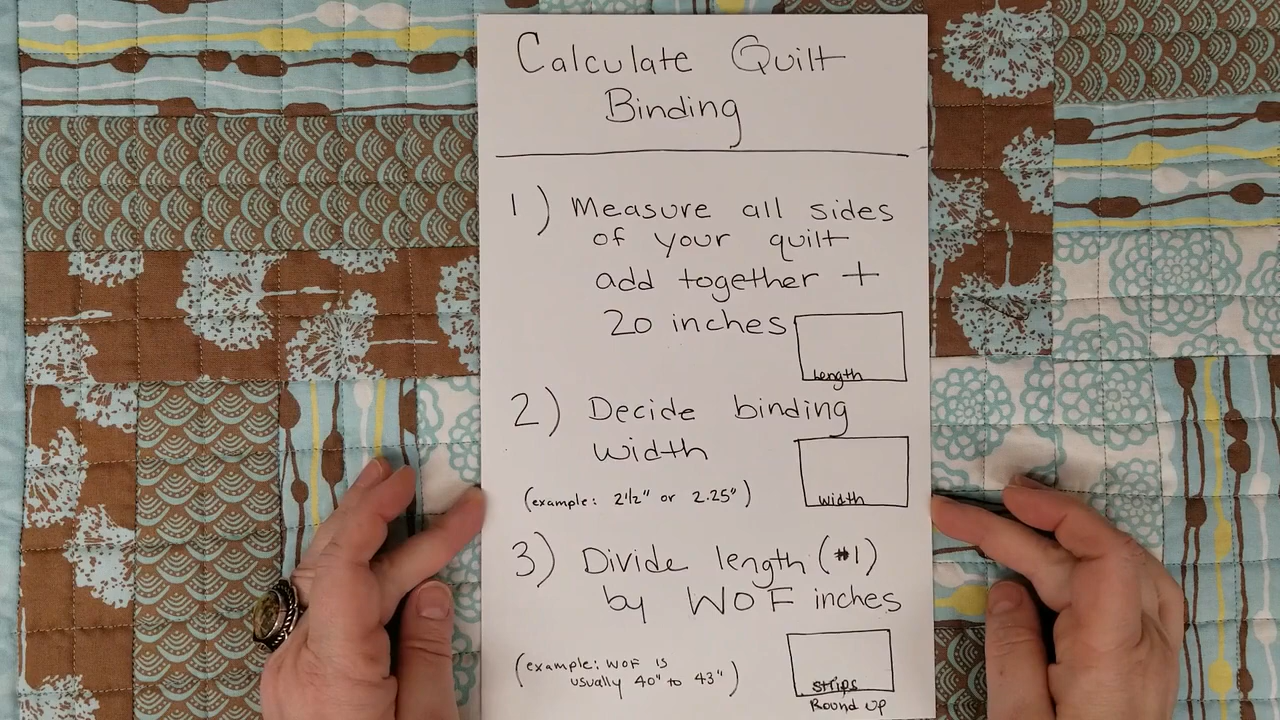 Calculate Quilt
Binding
1) Measure all sides
of your quilt
add together +
20 inches
Length
2) Decide binding
width
(example: 2 1/2" or 2.25")
width
3) Divide length (#1)
by WOF inches
(example: WOF is
usually 40" to 43")
strips
Round up